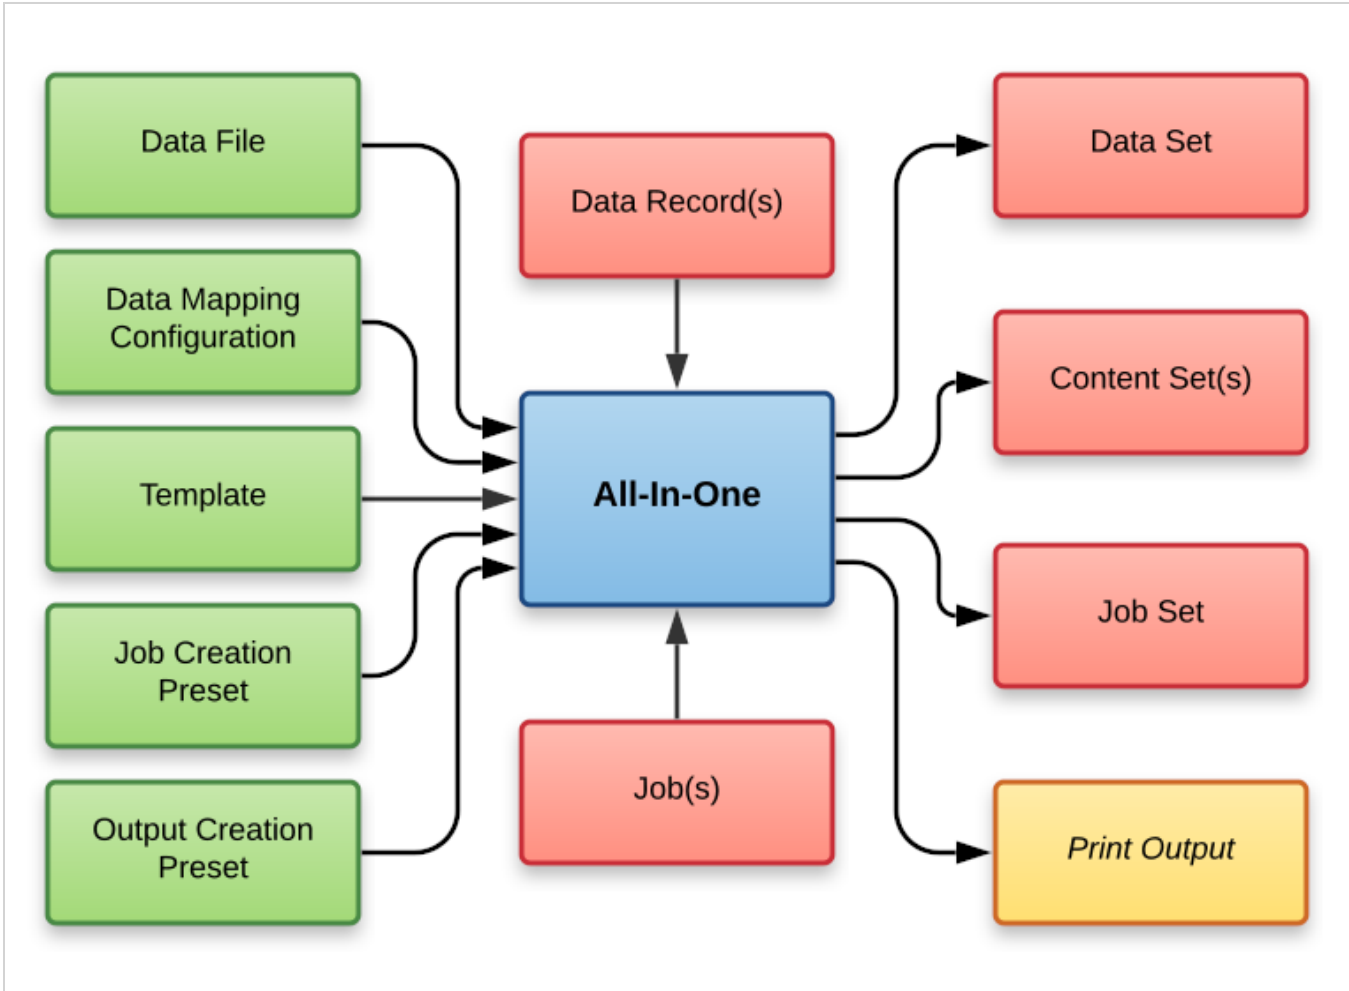 Data File
Data Mapping
Configuration
Template
Job Creation
Preset
Output Creation
Preset
Data Record(s)
All-In-One
Job(s)
Data Set
Content Set(s)
Job Set
Print Output